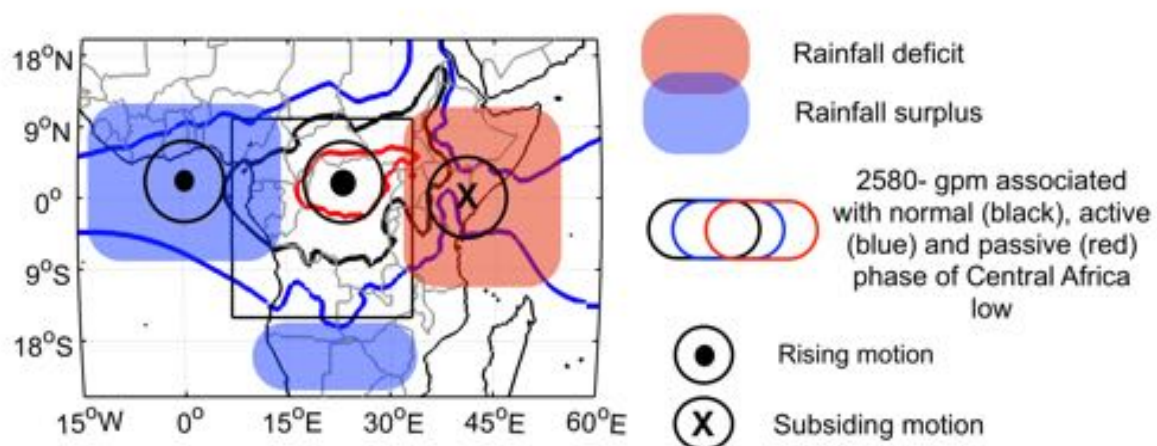 18°N
9°N
0°
9°S
18°S
15°W 0° 15°E 30°E 45°E 60°E
X
Rainfall deficit
Rainfall surplus
2580- gpm associated
with normal (black), active
(blue) and passive (red)
phase of Central Africa
low
Rising motion
X Subsiding motion